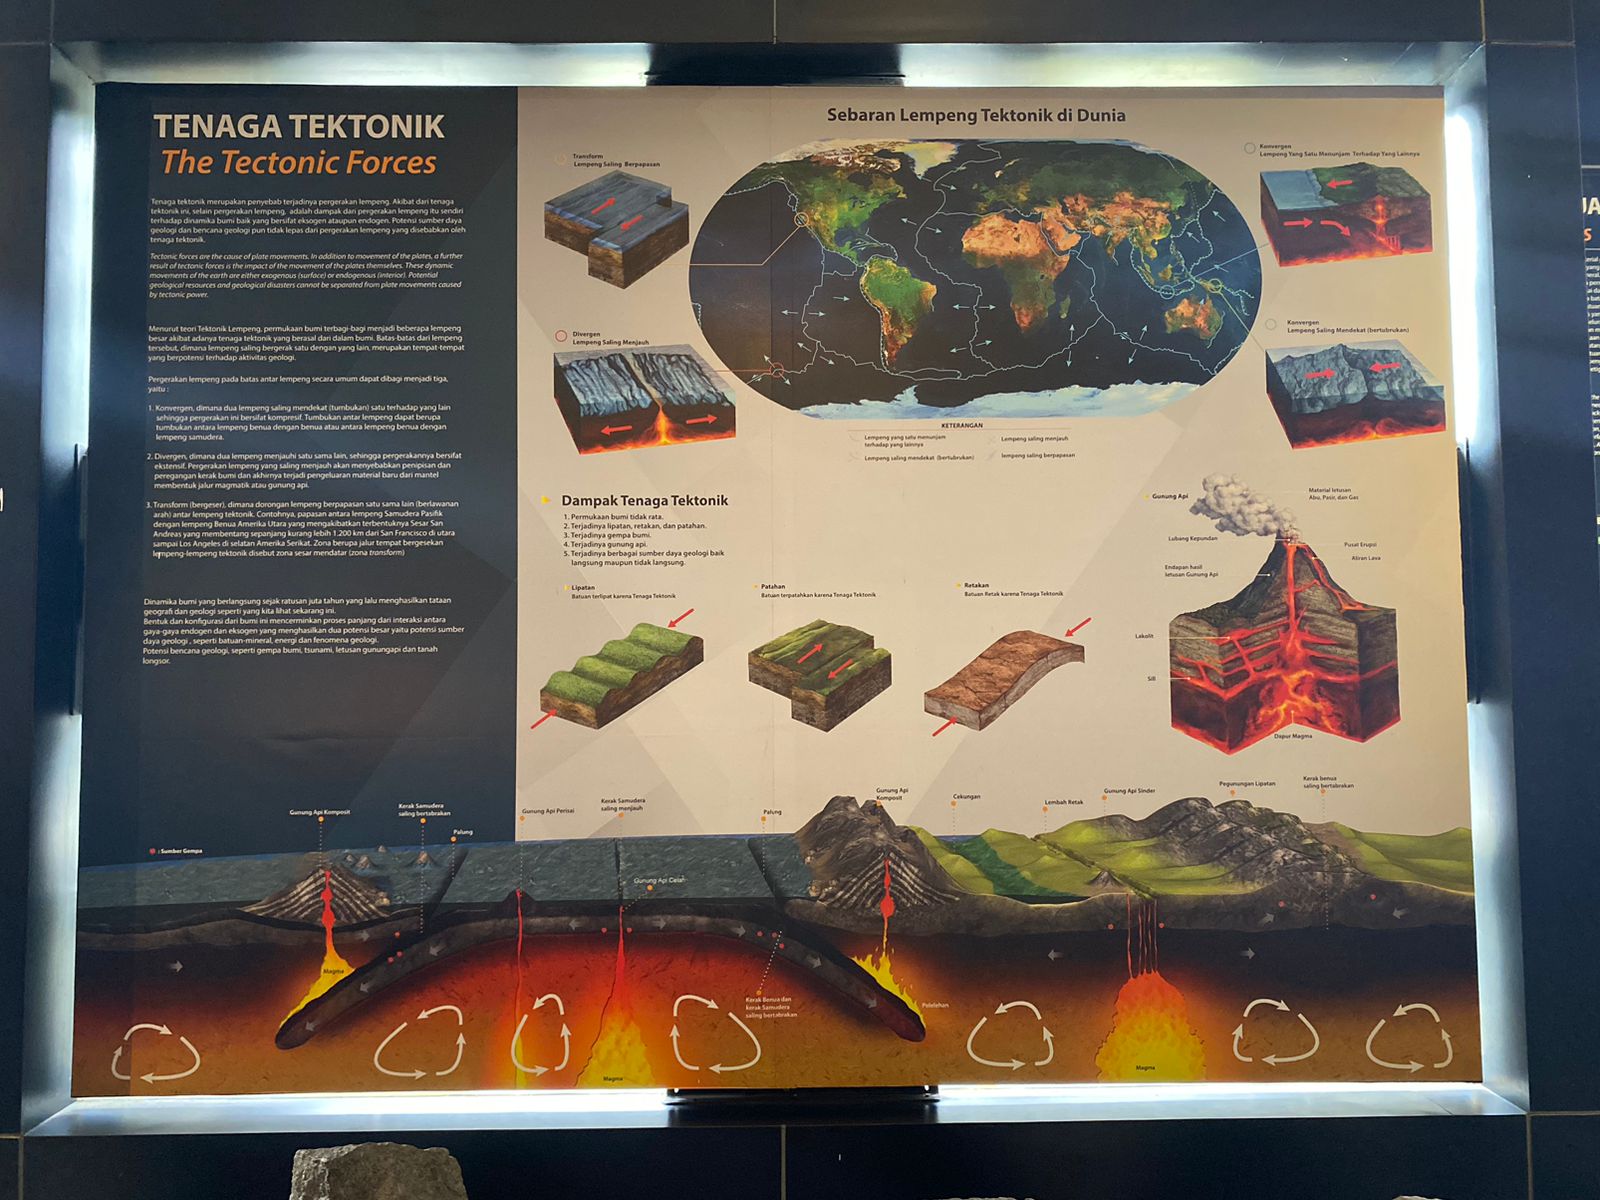 TENAGA TEKTONIK
The Tectonic Forces
Tenaga tektonik merupakan penyebab terjadinya pergerakan lempeng. Akibat dari tenaga
tektonik ini, selain pergerakan lempeng, adalah dampak dari pergerakan lempeng itu sendiri
terhadap dinamika bumi baik yang bersifat eksogen ataupun endogen. Potensi sumber daya
geologi dan bencana geologi pun tidak lepas dari pergerakan lempeng yang disebabkan oleh
tenaga tektonik.
Tectonic forces are the cause of plate movements. In addition to movement of the plates, a further
result of tectonic forces is the impact of the movement of the plates themselves. These dynamic
movements of the earth are either exogenous (surface) or endogenous (interior). Potential
geological resources and geological disasters cannot be separated from plate movements caused
by tectonic power.
Menurut teori Tektonik Lempeng, permukaan bumi terbagi-bagi menjadi beberapa lempeng
besar akibat adanya tenaga tektonik yang berasal dari dalam bumi. Batas-batas dari lempeng
tersebut, dimana lempeng saling bergerak satu dengan yang lain, merupakan tempat-tempat
yang berpotensi terhadap aktivitas geologi.
Pergerakan lempeng pada batas antar lempeng secara umum dapat dibagi menjadi tiga,
yaitu :
1. Konvergen, dimana dua lempeng saling mendekat (tumbukan) satu terhadap yang lain
sehingga pergerakan ini bersifat kompresif. Tumbukan antar lempeng dapat berupa
tumbukan antara lempeng benua dengan benua atau antara lempeng benua dengan
lempeng samudera.
2. Divergen, dimana dua lempeng menjauhi satu sama lain, sehingga pergerakannya bersifat
ekstensif. Pergerakan lempeng yang saling menjauh akan menyebabkan penipisan dan
peregangan kerak bumi dan akhirnya terjadi pengeluaran material baru dari mantel
membentuk jalur magmatik atau gunung api.
3. Transform (bergeser), dimana dorongan lempeng berpapasan satu sama lain (berlawanan
arah) antar lempeng tektonik. Contohnya, papasan antara lempeng Samudera Pasifik
dengan lempeng Benua Amerika Utara yang mengakibatkan terbentuknya Sesar San
Andreas yang membentang sepanjang kurang lebih 1.200 km dari San Francisco di utara
sampai Los Angeles di selatan Amerika Serikat. Zona berupa jalur tempat bergesekan
lempeng-lempeng tektonik disebut zona sesar mendatar (zona transform)
Dinamika bumi yang berlangsung sejak ratusan juta tahun yang lalu menghasilkan tataan
geografi dan geologi seperti yang kita lihat sekarang ini.
Bentuk dan konfigurasi dari bumi ini mencerminkan proses panjang dari interaksi antara
gaya-gaya endogen dan eksogen yang menghasilkan dua potensi besar yaitu potensi sumber
daya geologi, seperti batuan-mineral, energi dan fenomena geologi.
Potensi bencana geologi, seperti gempa bumi, tsunami, letusan gunungapi dan tanah
longsor.
Sebaran Lempeng Tektonik di Dunia
Transform
Lempeng Saling Berpapasan
Konvergen
Lempeng Yang Satu Menunjam Terhadap Yang Lainnya
Divergen
Lempeng Saling Menjauh
Konvergen
Lempeng Saling Mendekat (bertubrukan)
KETERANGAN
Lempeng yang satu menunjam
terhadap yang lainnya
Lempeng saling menjauh
Lempeng saling mendekat (bertubrukan)
lempeng saling berpapasan
Dampak Tenaga Tektonik
1. Permukaan bumi tidak rata.
2. Terjadinya lipatan, retakan, dan patahan.
3. Terjadinya gempa bumi.
4. Terjadinya gunung api.
5. Terjadinya berbagai sumber daya geologi baik
langsung maupun tidak langsung.
Lipatan
Batuan terlipat karena Tenaga Tektonik
Patahan
Batuan terpatahkan karena Tenaga Tektonik
Retakan
Batuan Retak karena Tenaga Tektonik
Gunung Api
Material letusan
Abu, Pasir, dan Gas
Lubang Kepundan
Pusat Erupsi
Aliran Lava
Endapan hasil
letusan Gunung Api
Lakolit
Sill
Dapur Magma
Gunung Api Komposit
Kerak Samudera
saling bertabrakan
Palung
Gunung Api Perisai
Kerak Samudera
saling menjauh
Palung
Gunung Api
Komposit
Cekungan
Lembah Retak
Gunung Api Sinder
Pegunungan Lipatan
Kerak benua
saling bertabrakan
: Sumber Gempa
Gunung Api Celah
Magma
Kerak Benua dan
kerak Samudera
saling bertabrakan
Pelelehan
Magma
Magma